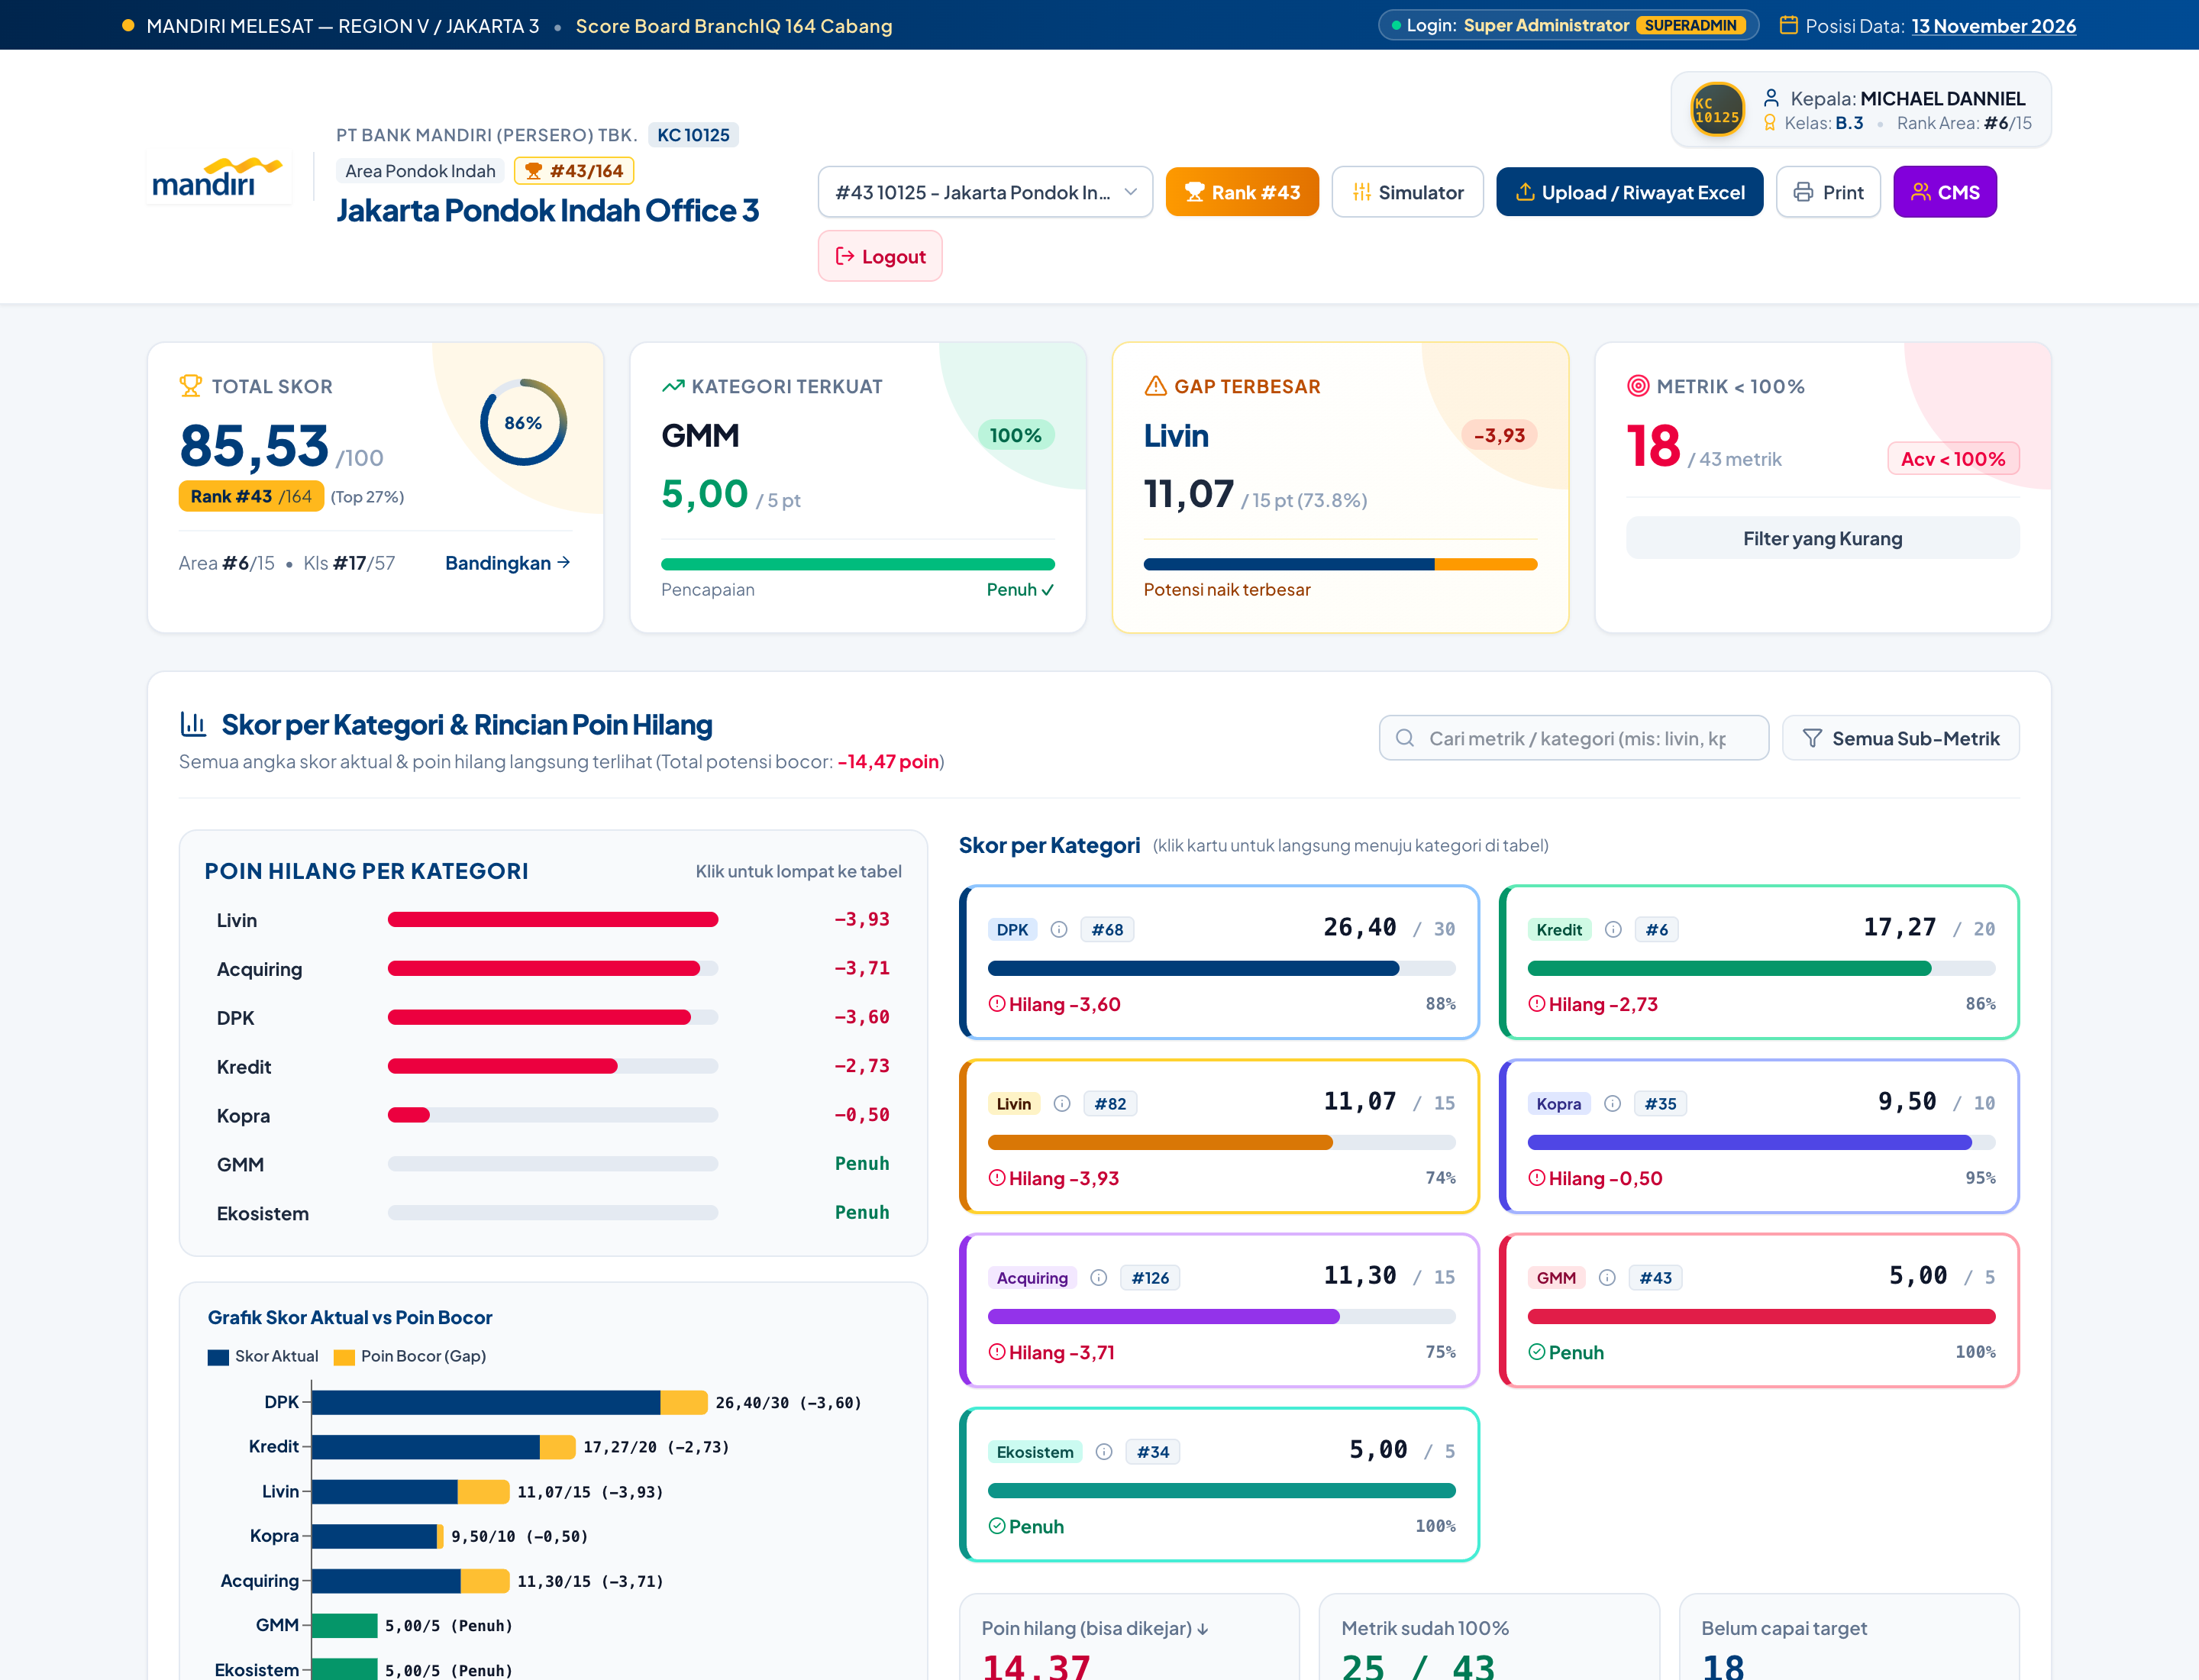 MANDIRI MELESAT — REGION V / JAKARTA 3 • Score Board BranchIQ 164 Cabang
Login: Super Administrator SUPERADMIN
Posisi Data: 13 November 2026
mandiri
PT BANK MANDIRI (PERSERO) TBK. KC 10125
Area Pondok Indah #43/164
Jakarta Pondok Indah Office 3
KC 10125
Kepala: MICHAEL DANNIEL
Kelas: B.3 • Rank Area: #6/15
#43 10125 - Jakarta Pondok In...
Rank #43
Simulator
Upload / Riwayat Excel
Print
CMS
Logout
TOTAL SKOR
85,53 /100
86%
Rank #43 /164 (Top 27%)
Area #6/15 • Kls #17/57
Bandingkan →
KATEGORI TERKUAT
GMM
100%
5,00 / 5 pt
Pencapaian
Penuh ✓
GAP TERBESAR
Livin
-3,93
11,07 / 15 pt (73.8%)
Potensi naik terbesar
METRIK < 100%
18 / 43 metrik
Acv < 100%
Filter yang Kurang
Skor per Kategori & Rincian Poin Hilang
Semua angka skor aktual & poin hilang langsung terlihat (Total potensi bocor: -14,47 poin)
Cari metrik / kategori (mis: livin, kp
Semua Sub-Metrik
POIN HILANG PER KATEGORI
Klik untuk lompat ke tabel
Livin −3,93
Acquiring −3,71
DPK −3,60
Kredit −2,73
Kopra −0,50
GMM Penuh
Ekosistem Penuh
Grafik Skor Aktual vs Poin Bocor
Skor Aktual
Poin Bocor (Gap)
DPK 26,40/30 (−3,60)
Kredit 17,27/20 (−2,73)
Livin 11,07/15 (−3,93)
Kopra 9,50/10 (−0,50)
Acquiring 11,30/15 (−3,71)
GMM 5,00/5 (Penuh)
Ekosistem 5,00/5 (Penuh)
Skor per Kategori (klik kartu untuk langsung menuju kategori di tabel)
DPK #68 26,40 / 30
Hilang -3,60 88%
Kredit #6 17,27 / 20
Hilang -2,73 86%
Livin #82 11,07 / 15
Hilang -3,93 74%
Kopra #35 9,50 / 10
Hilang -0,50 95%
Acquiring #126 11,30 / 15
Hilang -3,71 75%
GMM #43 5,00 / 5
Penuh 100%
Ekosistem #34 5,00 / 5
Penuh 100%
Poin hilang (bisa dikejar) ↓
14,37
Metrik sudah 100%
25 / 43
Belum capai target
18